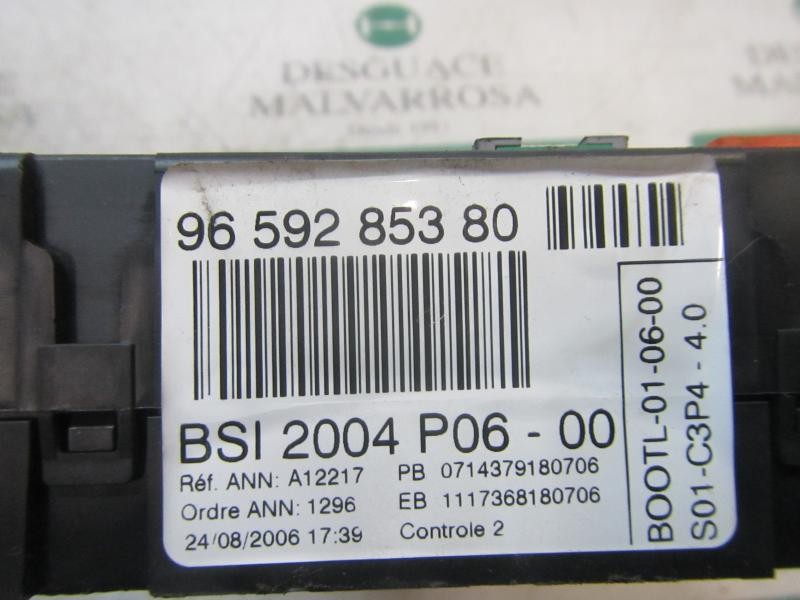 DESGUACE
MALVARROSA
96 592 853 80
BSI 2004 P06 - 00
Réf. ANN: A12217 PB 0714379180706
Ordre ANN: 1296 EB 1117368180706
24/08/2006 17:39 Controle 2
BOOTL-01-06-00
S01-C3P4 - 4.0